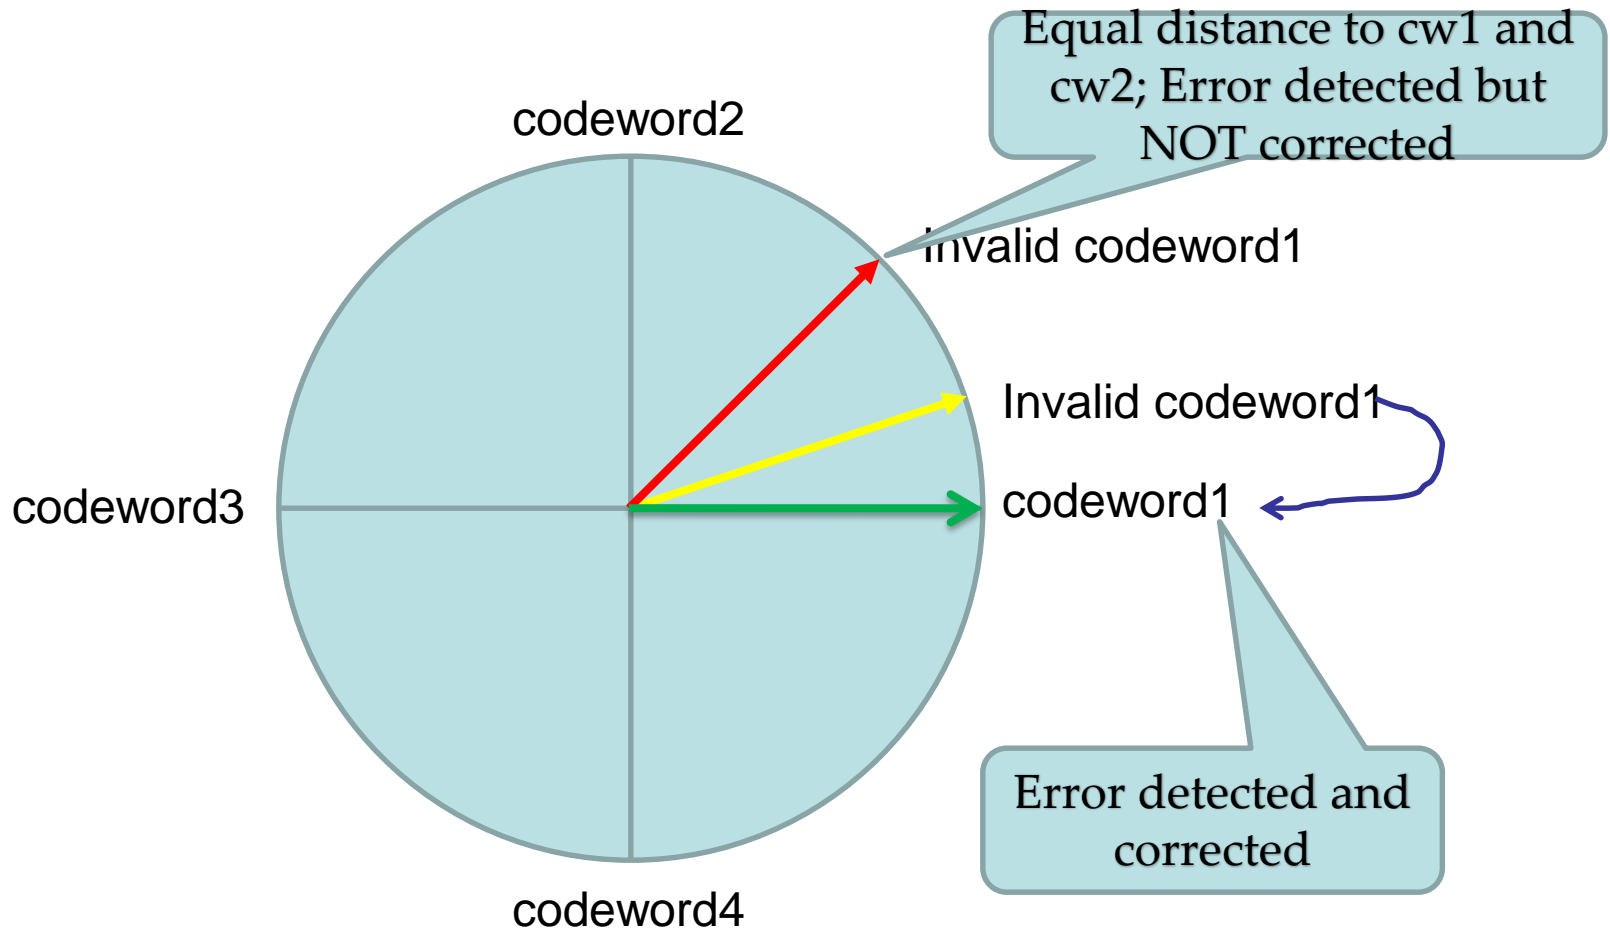 Equal distance to cw1 and
cw2; Error detected but
NOT corrected
codeword2
Invalid codeword1
Invalid codeword1
codeword3
codeword1
Error detected and
corrected
codeword4